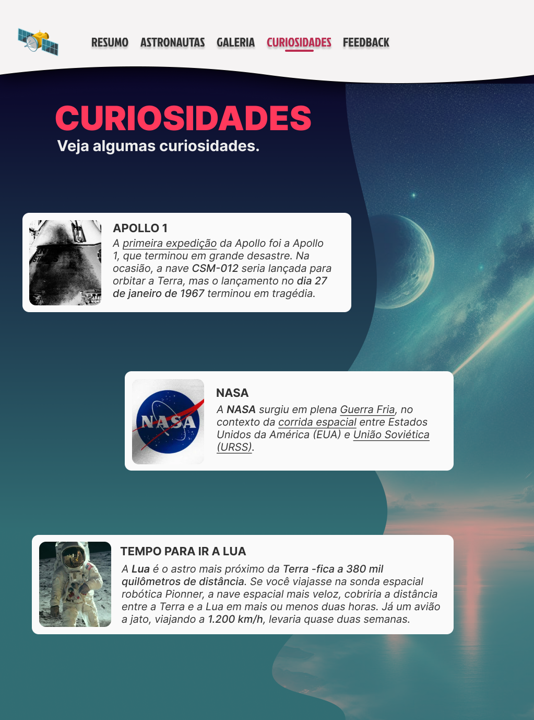 RESUMO ASTRONAUTAS GALERIA CURIOSIDADES FEEDBACK
CURIOSIDADES
Veja algumas curiosidades.
APOLLO 1
A primeira expedição da Apollo foi a Apollo
1, que terminou em grande desastre. Na
ocasião, a nave CSM-012 seria lançada para
orbitar a Terra, mas o lançamento no dia 27
de janeiro de 1967 terminou em tragédia.
NASA
NASA
A NASA surgiu em plena Guerra Fria, no
contexto da corrida espacial entre Estados
Unidos da América (EUA) e União Soviética
(URSS).
TEMPO PARA IR A LUA
A Lua é o astro mais próximo da Terra -fica a 380 mil
quilômetros de distância. Se você viajasse na sonda espacial
robótica Pionner, a nave espacial mais veloz, cobriria a distância
entre a Terra e a Lua em mais ou menos duas horas. Já um avião
a jato, viajando a 1.200 km/h, levaria quase duas semanas.